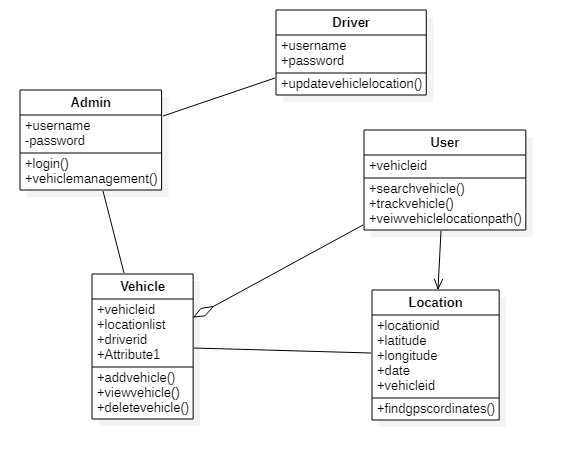 Driver
+username
+password
+updatevehiclelocation()
Admin
+username
-password
+login()
+vehiclemanagement()
User
+vehicleid
+searchvehicle()
+trackvehicle()
+veiwvehiclelocationpath()
Vehicle
+vehicleid
+locationlist
+driverid
+Attribute1
+addvehicle()
+viewvehicle()
+deletevehicle()
Location
+locationid
+latitude
+longitude
+date
+vehicleid
+findgpscordinates()